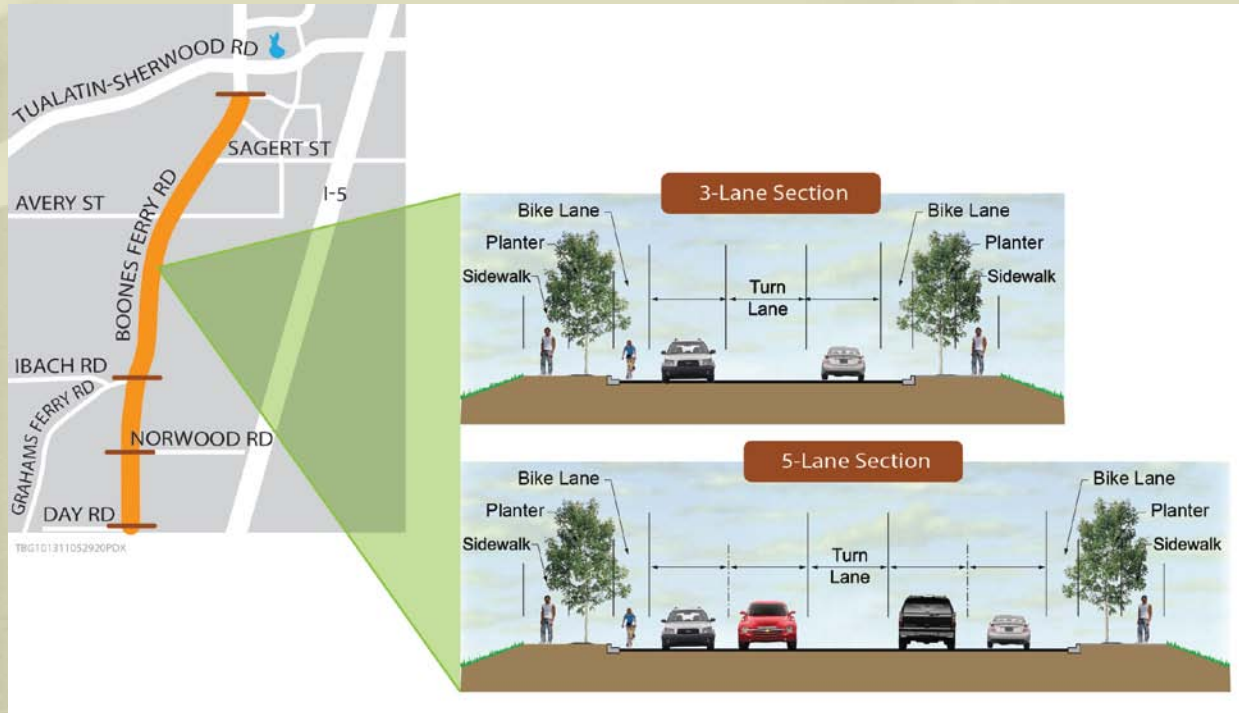 TUALATIN-SHERWOOD RD
SAGERT ST
I-5
AVERY ST
BOONES FERRY RD
IBACH RD
GRAHAMS FERRY RD
NORWOOD RD
DAY RD
TBG101311052920PDX
3-Lane Section
Bike Lane
Bike Lane
Planter
Planter
Sidewalk
Sidewalk
Turn
Lane
5-Lane Section
Bike Lane
Bike Lane
Planter
Planter
Sidewalk
Sidewalk
Turn
Lane